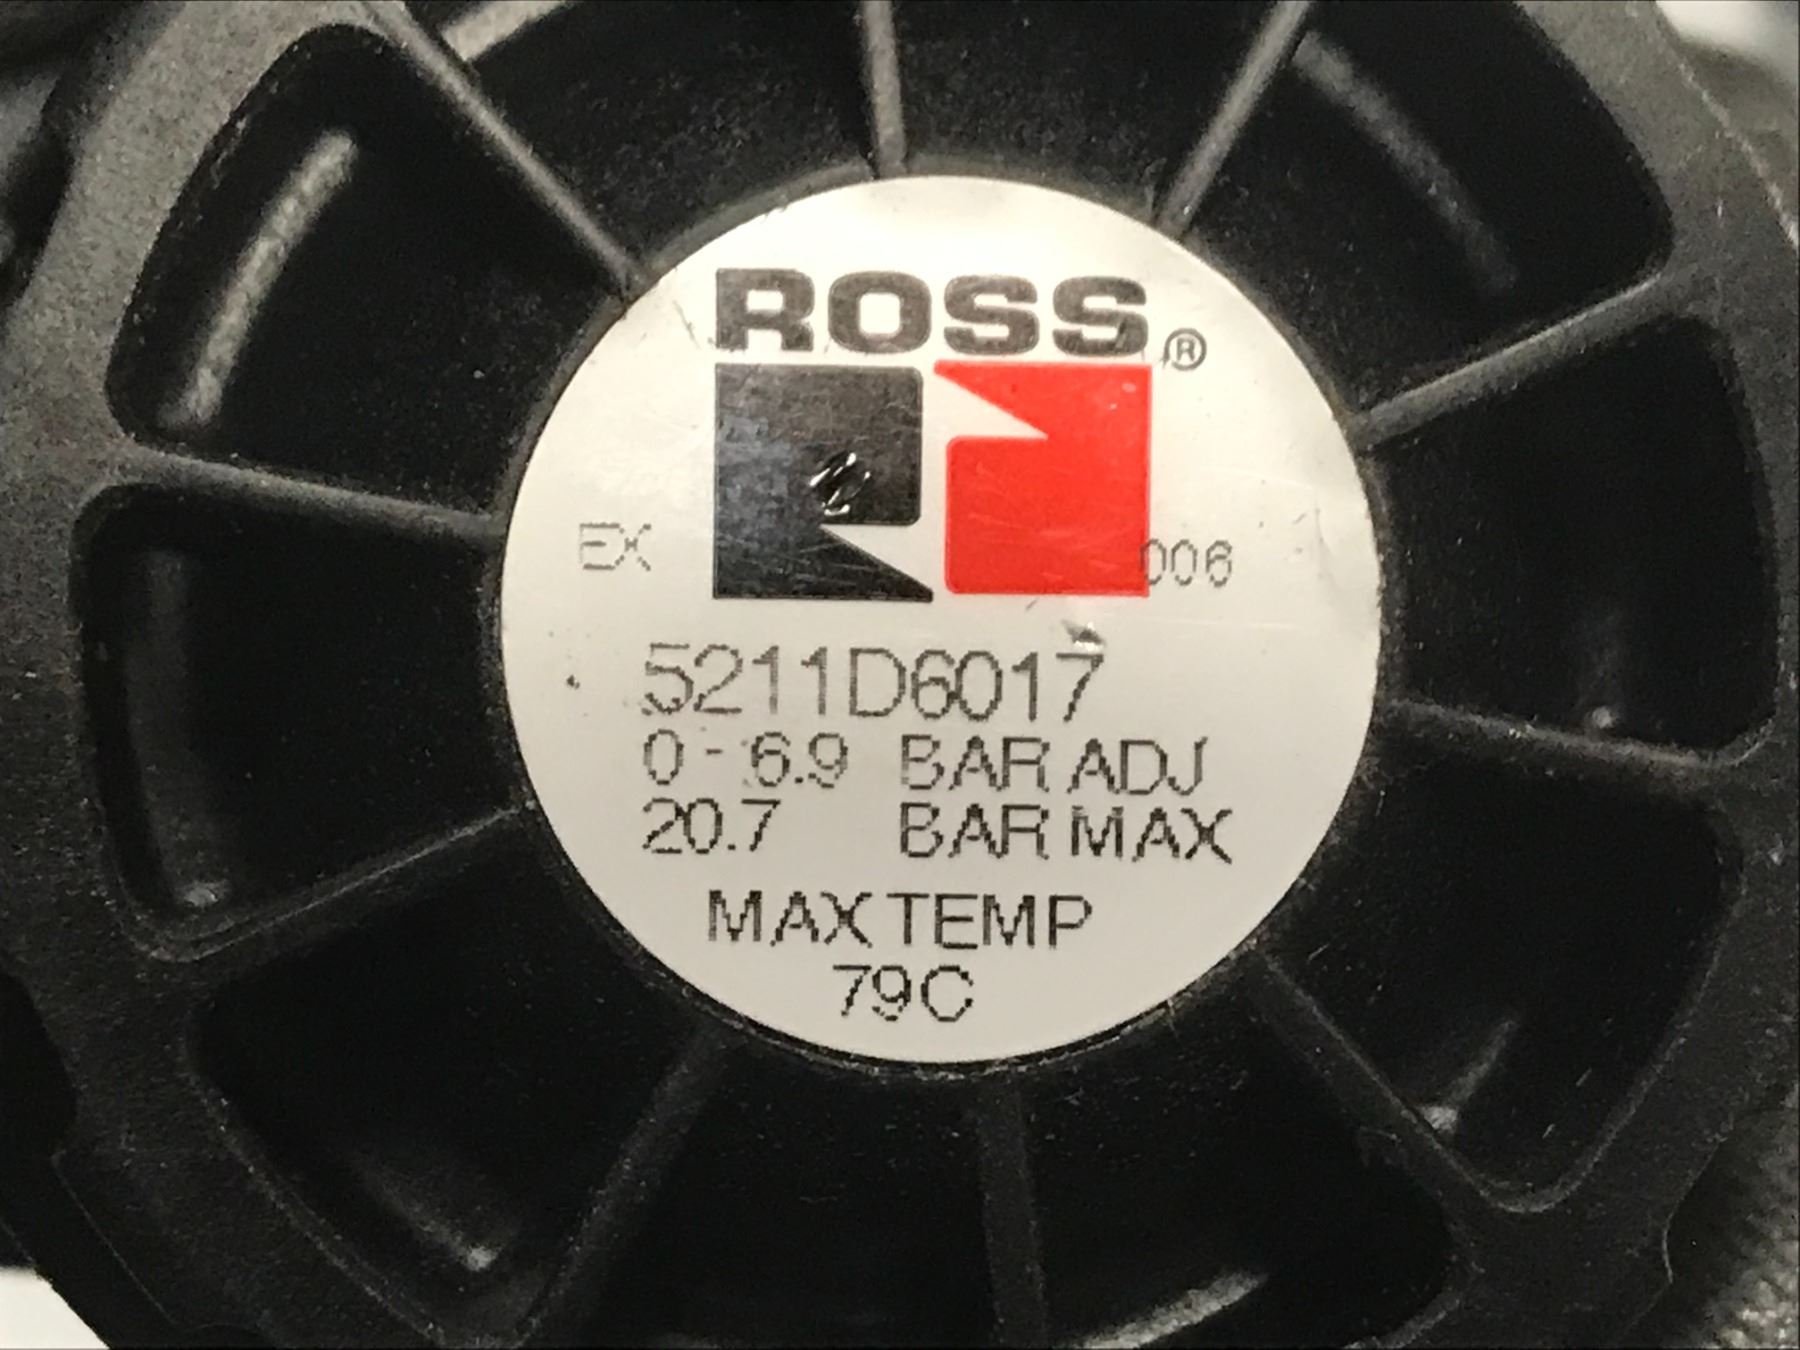 ROSS®
EX 006
5211D6017
0 - 6.9 BAR ADJ
20.7 BAR MAX
MAX TEMP
79C